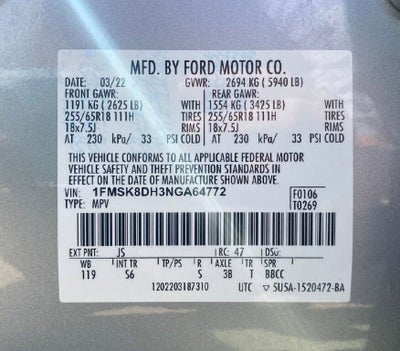 MFD. BY FORD MOTOR CO.
DATE: 03/22 GVWR: 2694 KG ( 5940 LB)
FRONT GAWR: REAR GAWR:
1191 KG ( 2625 LB) WITH 1554 KG ( 3425 LB) WITH
255/65R18 111H TIRES 255/65R18 111H TIRES
18x7.5J RIMS 18x7.5J RIMS
AT 230 kPa/ 33 PSI COLD AT 230 kPa/ 33 PSI COLD
THIS VEHICLE CONFORMS TO ALL APPLICABLE FEDERAL MOTOR
VEHICLE SAFETY AND THEFT PREVENTION STANDARDS IN
EFFECT ON THE DATE OF MANUFACTURE SHOWN ABOVE.
VIN: 1FMSK8DH3NGA64772 F0106
TYPE: MPV T0269
EXT PNT: JS RC: 47 DSO:
WB INT TR TP/PS R AXLE TR SPR
119 S6 S 3B T BBCC
1202203187310 UTC ▽ 5U5A-1520472-BA